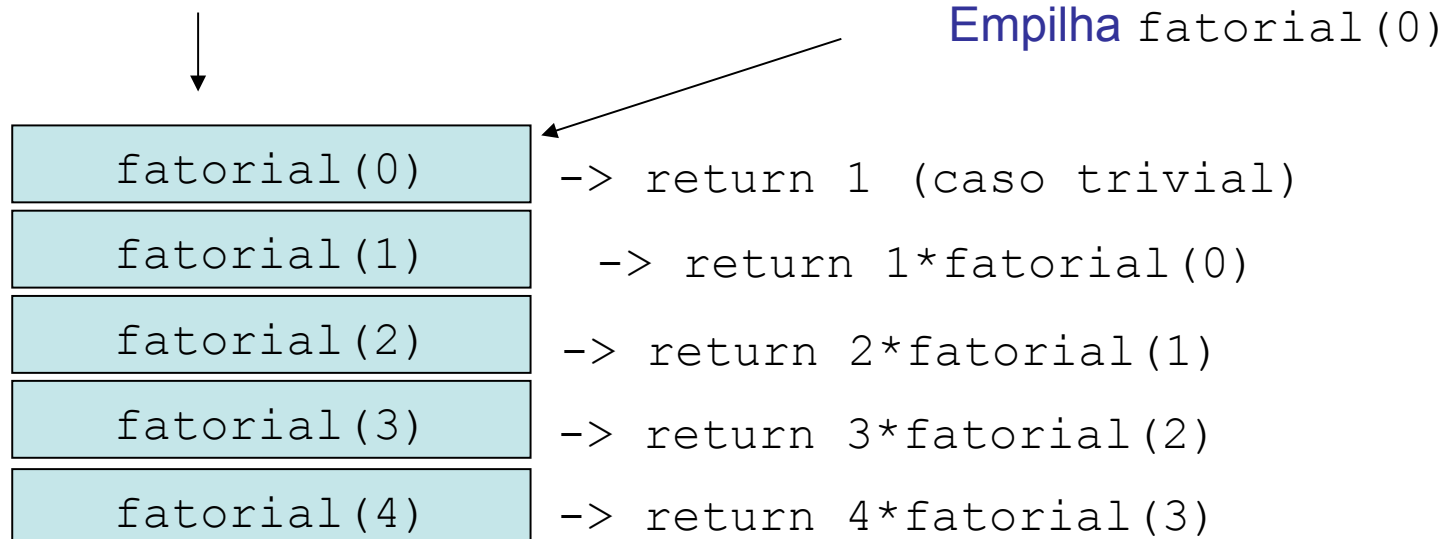 Empilha fatorial(0)
fatorial(0) -> return 1 (caso trivial)
fatorial(1) -> return 1*fatorial(0)
fatorial(2) -> return 2*fatorial(1)
fatorial(3) -> return 3*fatorial(2)
fatorial(4) -> return 4*fatorial(3)